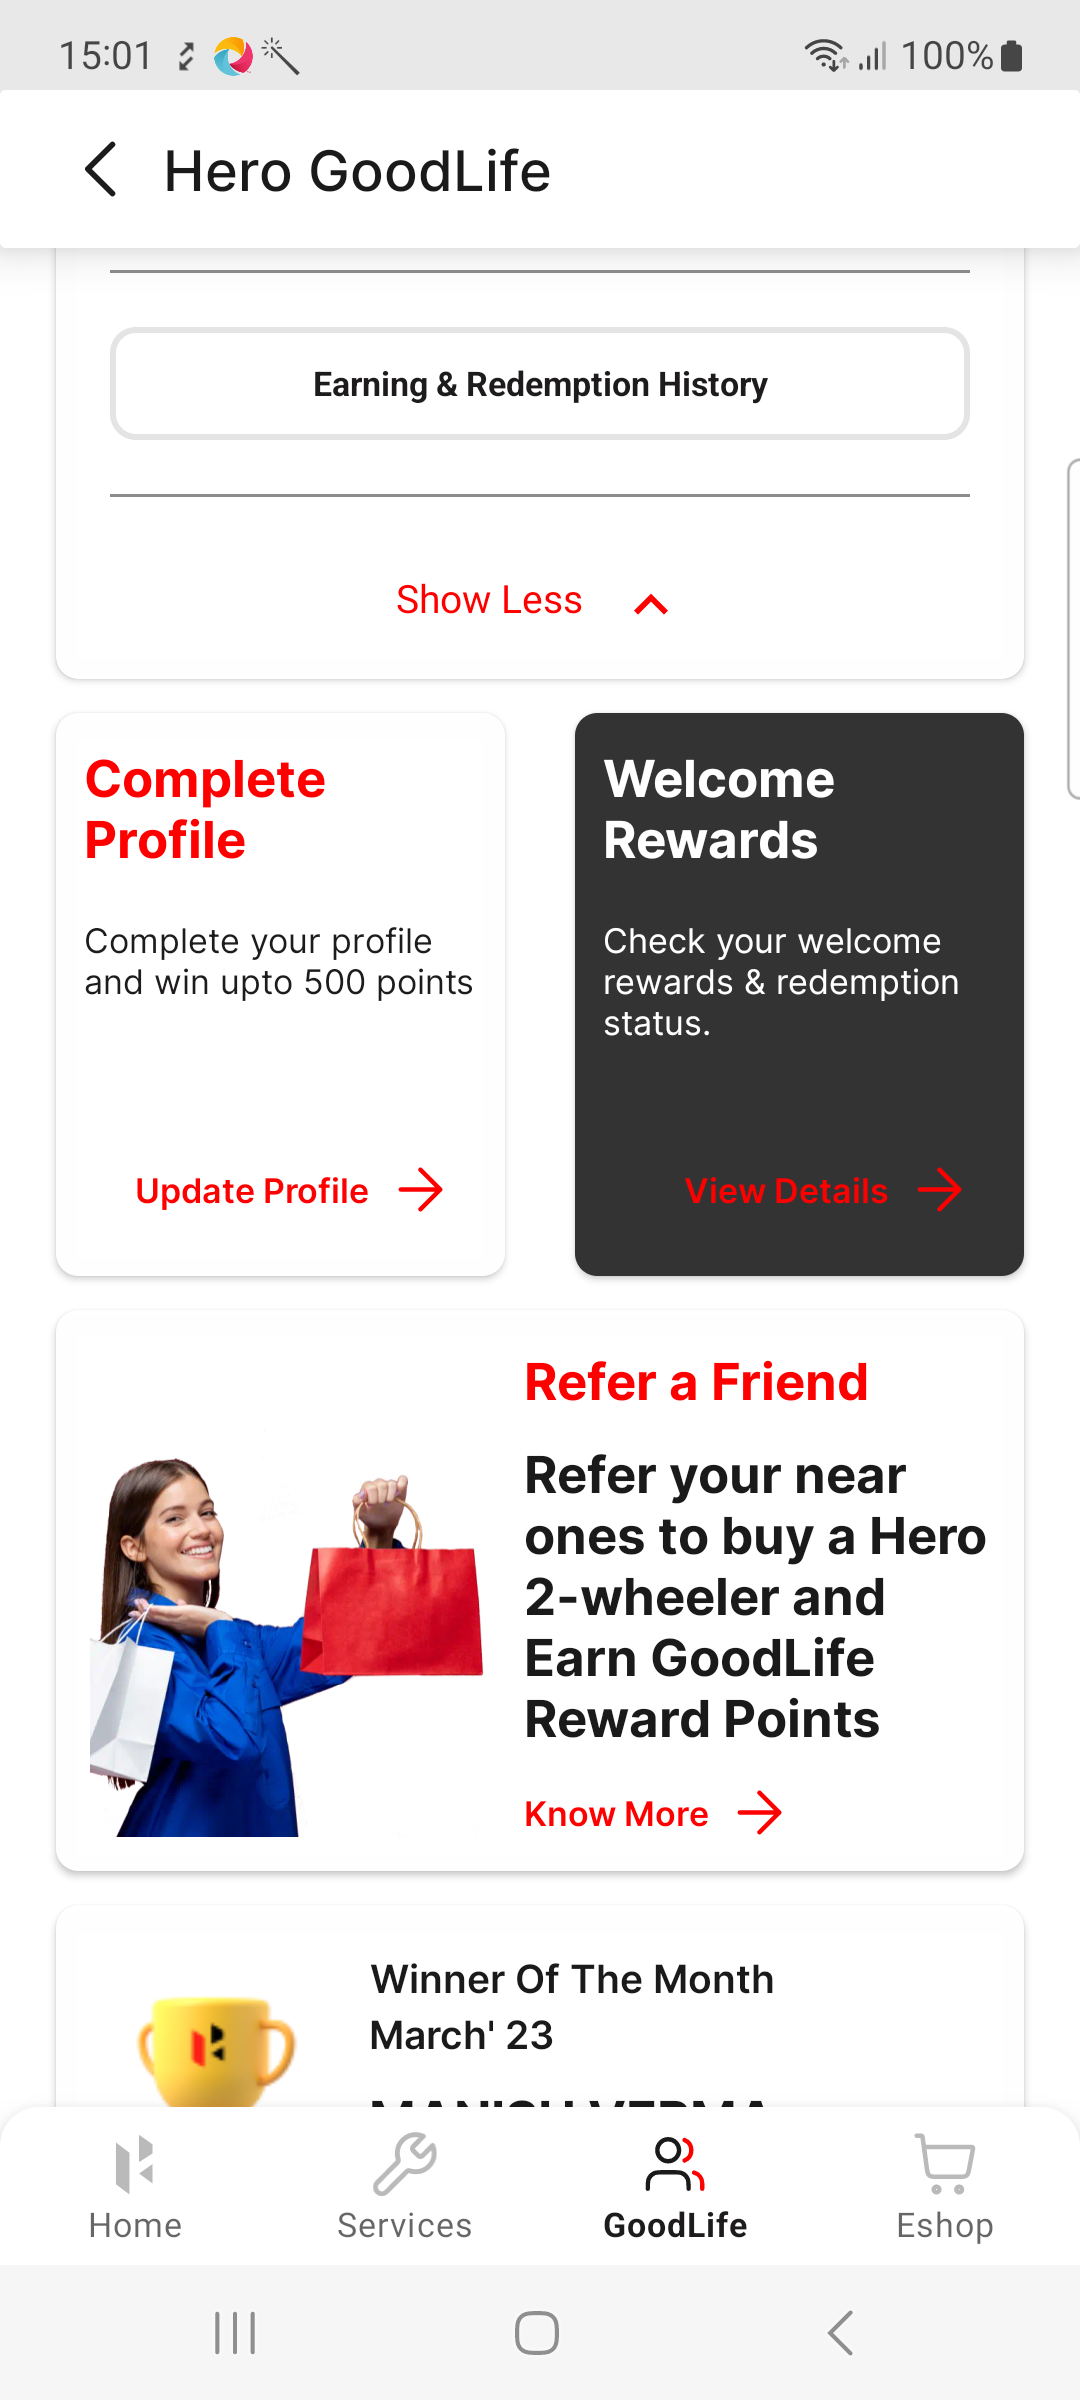 15:01
100%
Hero GoodLife
Earning & Redemption History
Show Less
Complete
Profile
Complete your profile
and win upto 500 points
Update Profile
Welcome
Rewards
Check your welcome
rewards & redemption
status.
View Details
Refer a Friend
Refer your near
ones to buy a Hero
2-wheeler and
Earn GoodLife
Reward Points
Know More
Winner Of The Month
March' 23
MANISH VERMA
Home
Services
GoodLife
Eshop